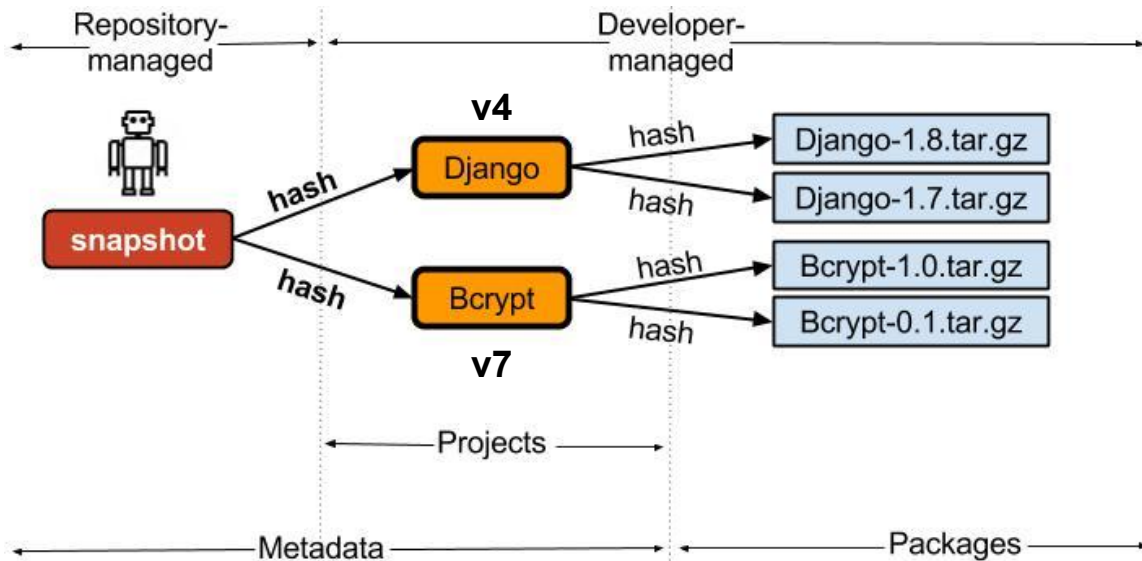 Repository-
managed
Developer-
managed
v4
hash
Django-1.8.tar.gz
Django
hash
hash
Django-1.7.tar.gz
snapshot
hash
Bcrypt-1.0.tar.gz
hash
Bcrypt
hash
Bcrypt-0.1.tar.gz
v7
Projects
Metadata
Packages